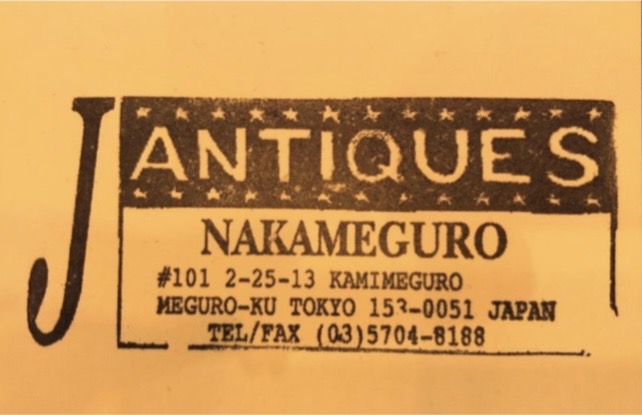 J ANTIQUES
NAKAMEGURO
#101 2-25-13 KAMIMEGURO
MEGURO-KU TOKYO 153-0051 JAPAN
TEL/FAX (03)5704-8188